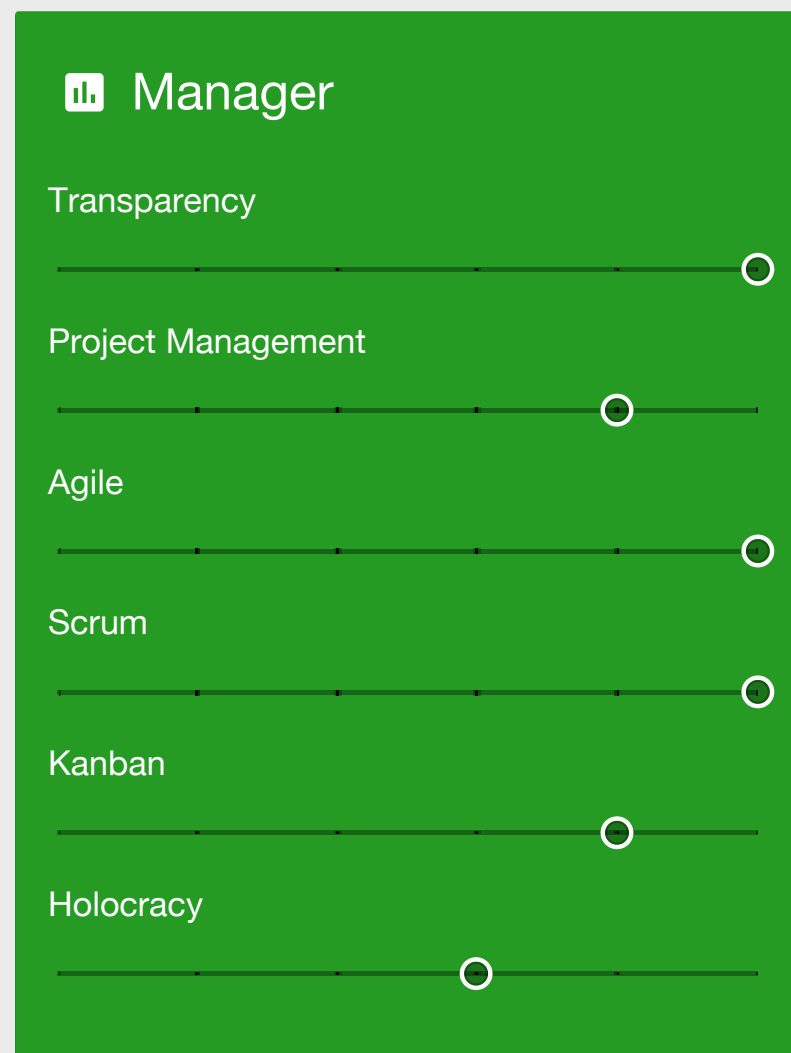 Manager
Transparency
Project Management
Agile
Scrum
Kanban
Holocracy